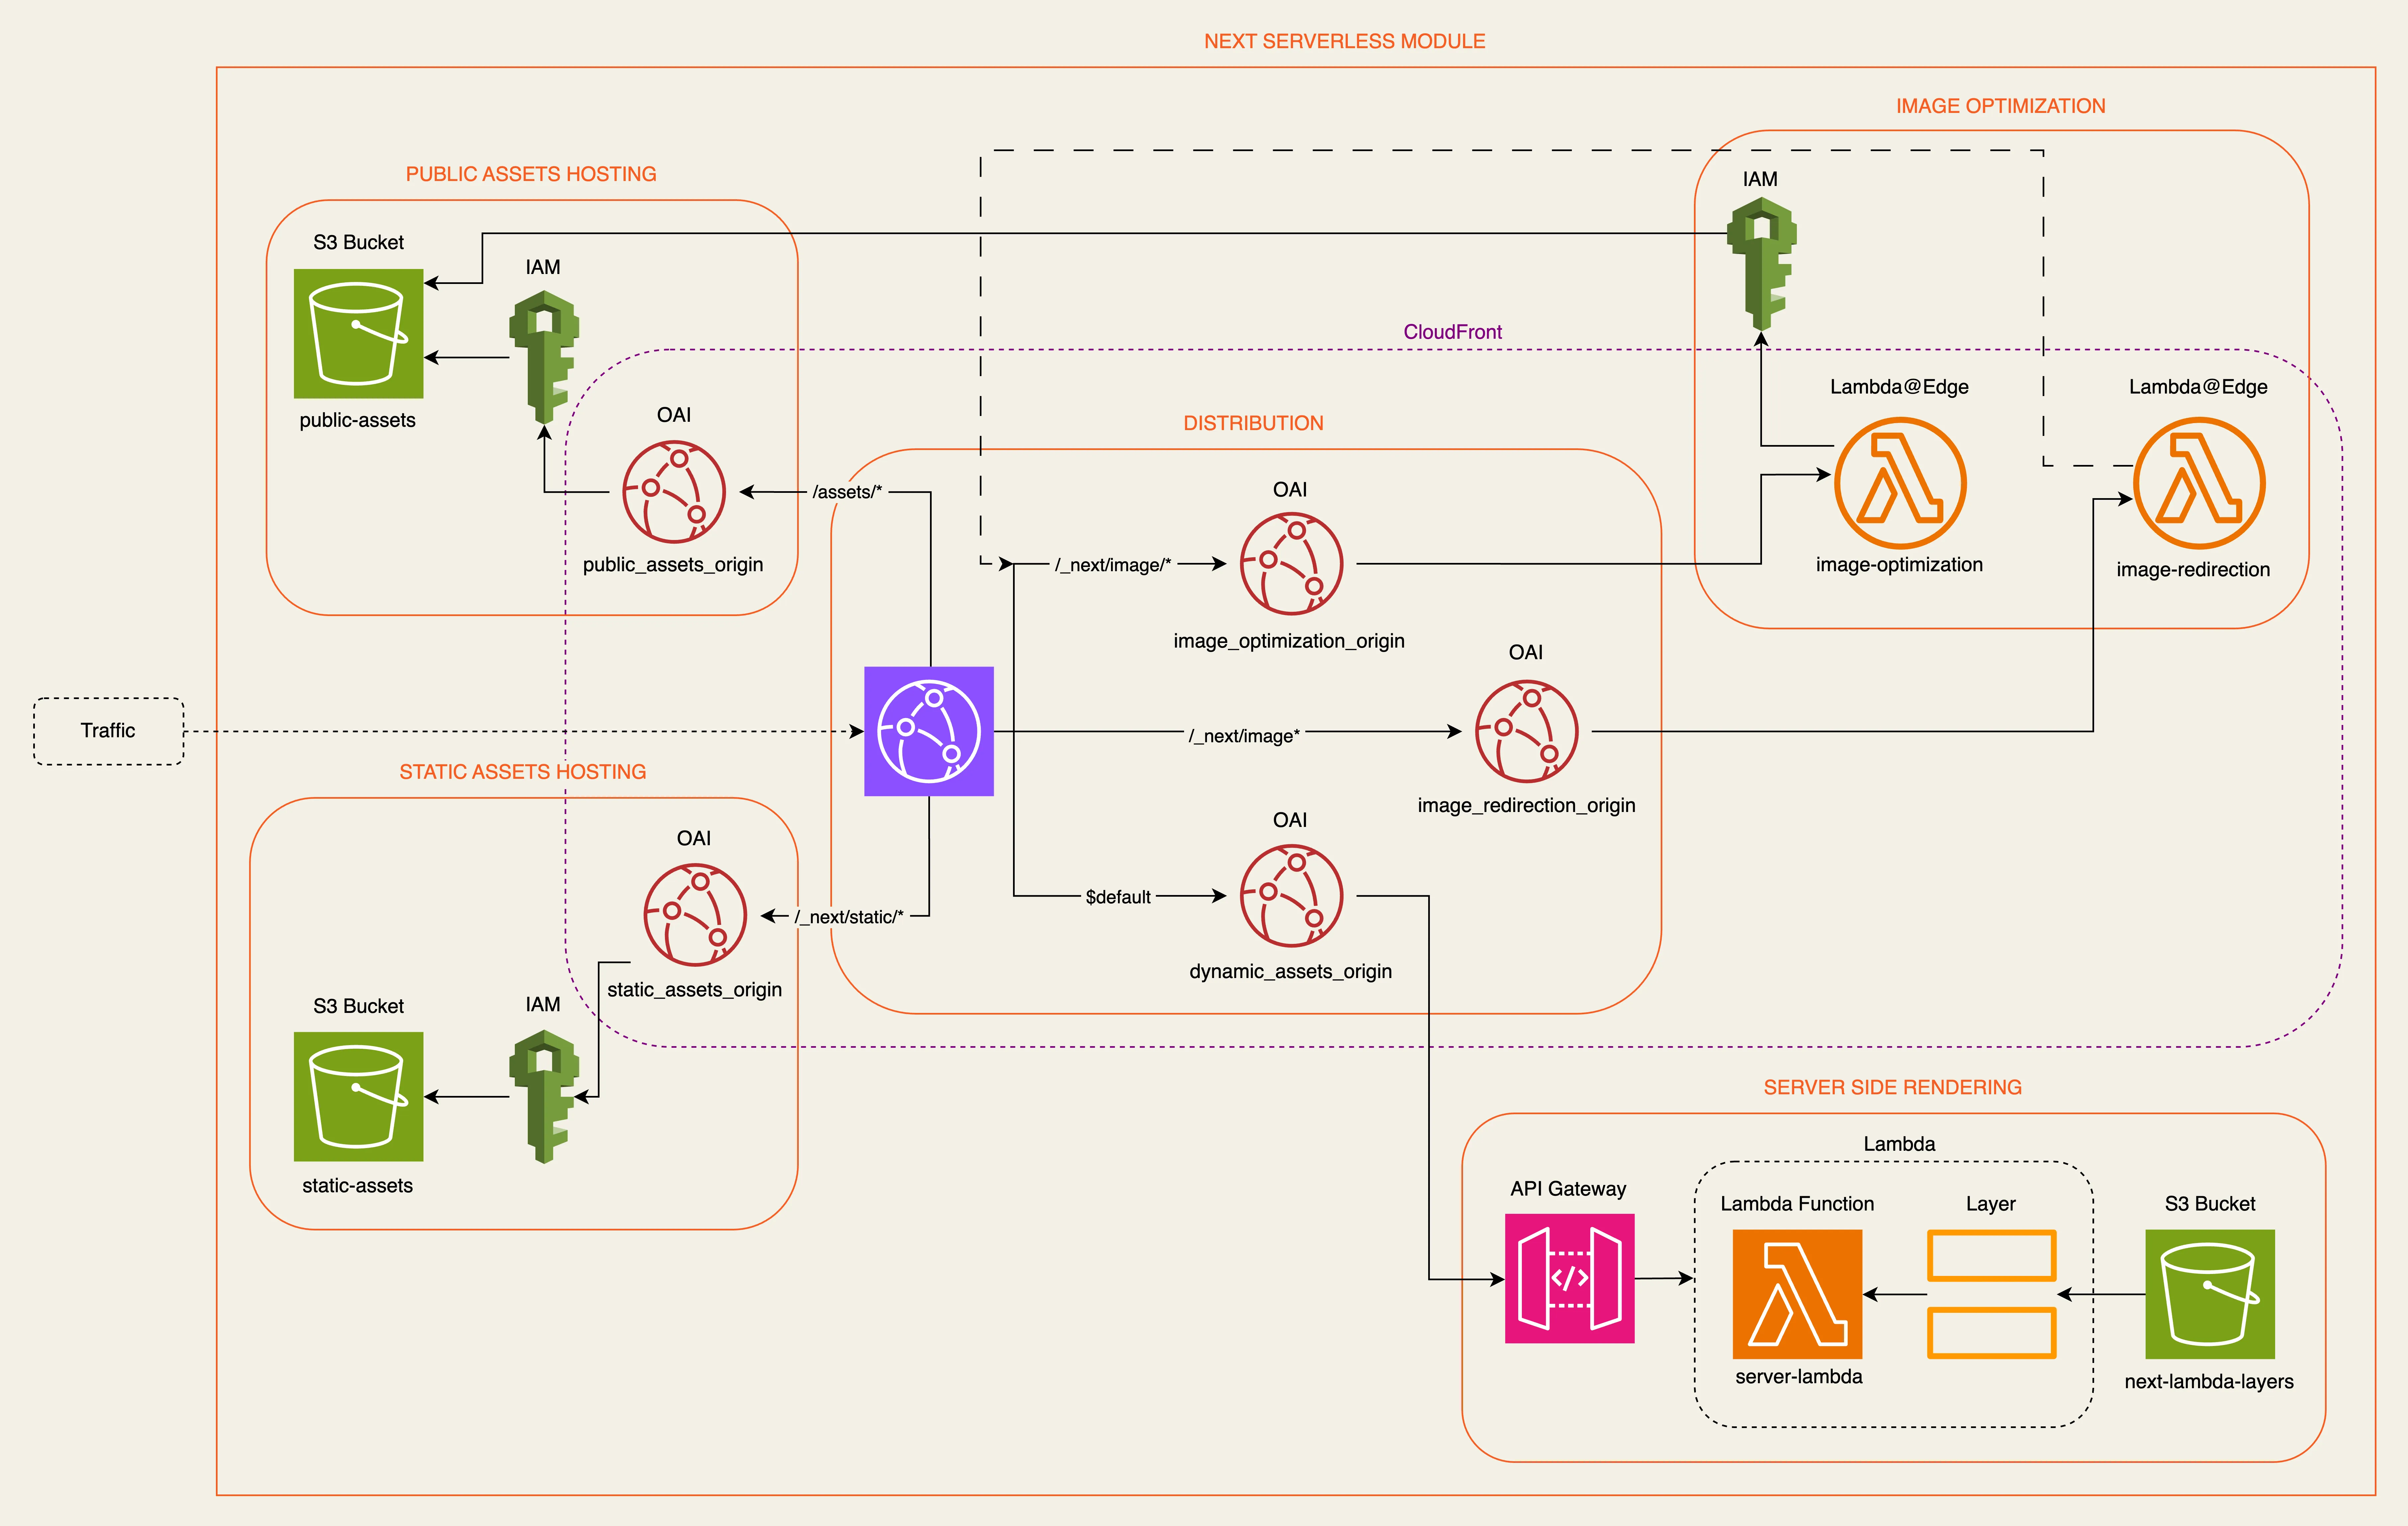 NEXT SERVERLESS MODULE
IMAGE OPTIMIZATION
PUBLIC ASSETS HOSTING
IAM
S3 Bucket
IAM
CloudFront
Lambda@Edge
Lambda@Edge
public-assets
OAI
DISTRIBUTION
/assets/*
OAI
public_assets_origin
/_next/image/*
image-optimization
image-redirection
image_optimization_origin
OAI
Traffic
/_next/image*
STATIC ASSETS HOSTING
image_redirection_origin
OAI
OAI
$default
/_next/static/*
dynamic_assets_origin
static_assets_origin
S3 Bucket
IAM
SERVER SIDE RENDERING
Lambda
static-assets
API Gateway
Lambda Function
Layer
S3 Bucket
server-lambda
next-lambda-layers